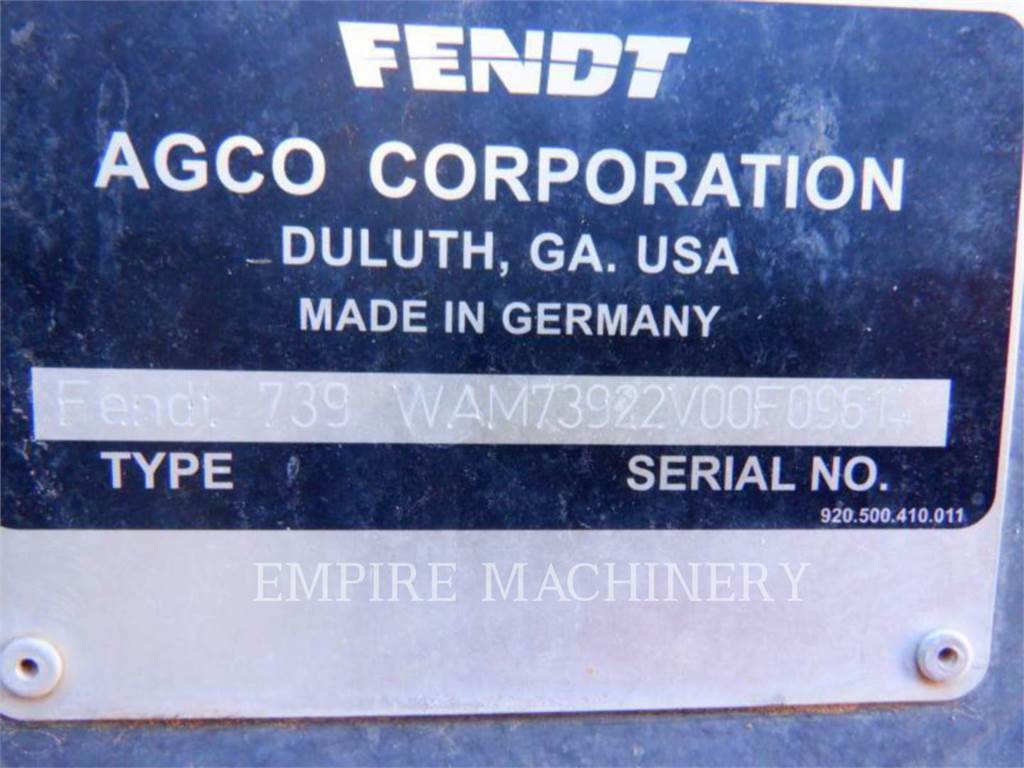 FENDT
AGCO CORPORATION
DULUTH, GA. USA
MADE IN GERMANY
Fendt 739 WAM73922V00F09614
TYPE SERIAL NO.
920.500.410.011
EMPIRE MACHINERY